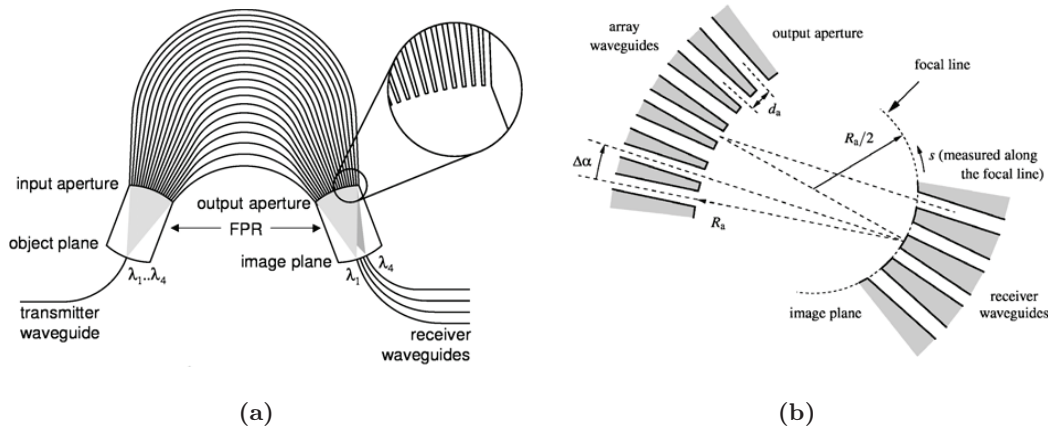 input aperture
object plane
λ1..λ4
transmitter
waveguide
output aperture
FPR
image plane
λ1
λ4
receiver
waveguides
(a)
array
waveguides
output aperture
focal line
da
Ra/2
s (measured along
the focal line)
Δα
Ra
image plane
receiver
waveguides
(b)